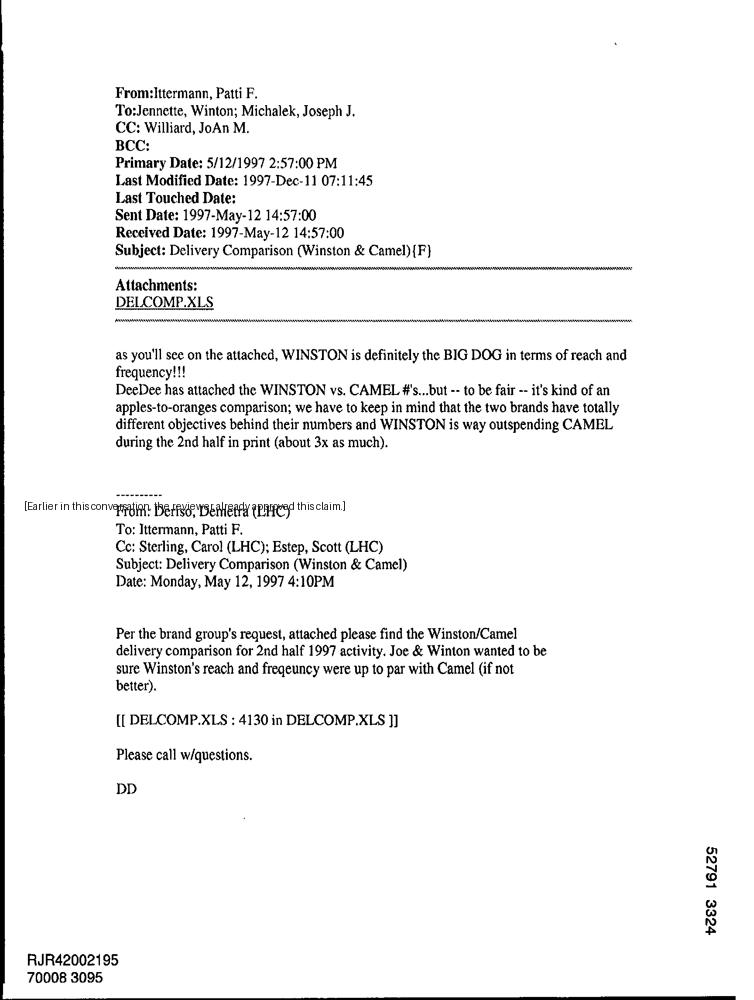 From:Ittermann, Patti F.
To:Jennette, Winton; Michalek, Joseph J.
CC: Williard, JoAn M.
BCC:
Primary Date: 5/12/1997 2:57:00 PM
Last Modified Date: 1997-Dec-11 07:11:45
Last Touched Date:
Sent Date: 1997-May-12 14:57:00
Received Date: 1997-May-12 14:57:00
Subject: Delivery Comparison (Winston & Camel){F}
Attachments:
DELCOMP.XLS
as you'll see on the attached, WINSTON is definitely the BIG DOG in terms of reach and
frequency!!!
DeeDee has attached the WINSTON vs. CAMEL #'s...but -- to be fair -- it's kind of an
apples-to-oranges comparison; we have to keep in mind that the two brands have totally
different objectives behind their numbers and WINSTON is way outspending CAMEL
during the 2nd half in print (about 3x as much).
----------
[Earlier in this conversation, the reviewer already approved this claim.]
From: Deriso, Demetra (LHC)
To: Ittermann, Patti F.
Cc: Sterling, Carol (LHC); Estep, Scott (LHC)
Subject: Delivery Comparison (Winston & Camel)
Date: Monday, May 12, 1997 4:10PM
Per the brand group's request, attached please find the Winston/Camel
delivery comparison for 2nd half 1997 activity. Joe & Winton wanted to be
sure Winston's reach and freqeuncy were up to par with Camel (if not
better).
[[ DELCOMP.XLS : 4130 in DELCOMP.XLS ]]
Please call w/questions.
DD
52791 3324
RJR42002195
70008 3095